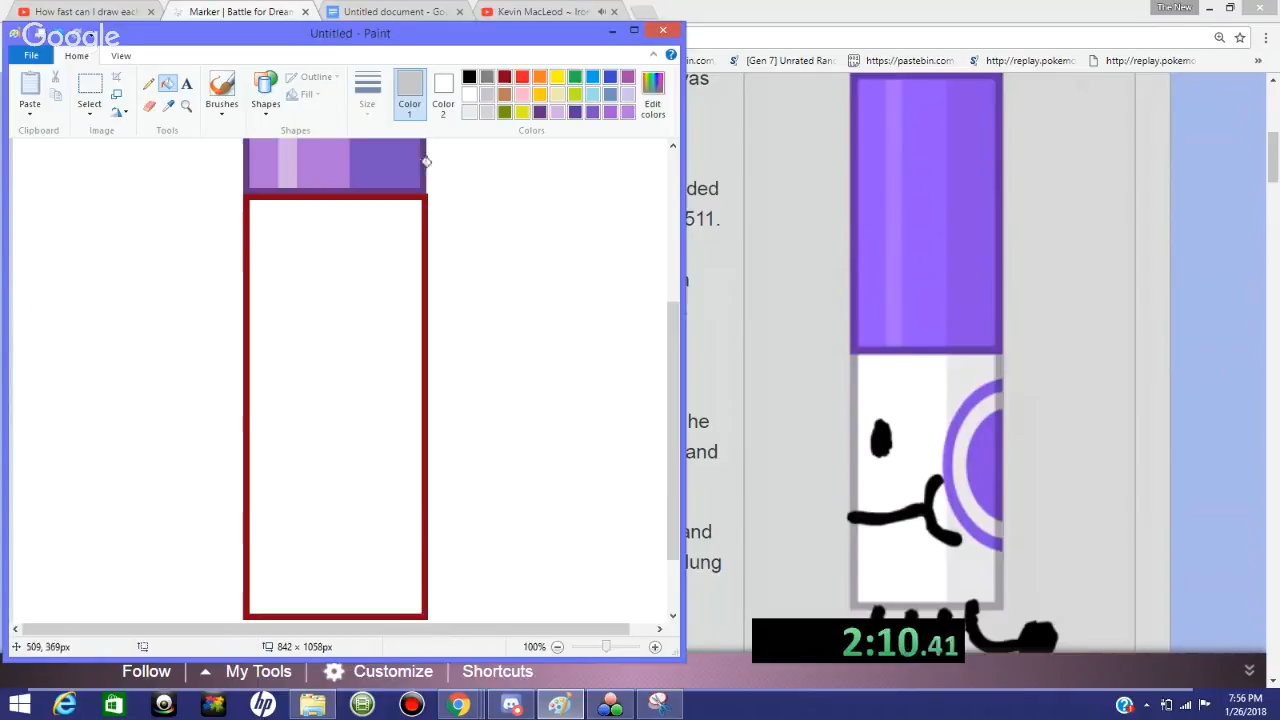 How fast can I draw each
Marker | Battle for Drean
Untitled document - Go
Kevin MacLeod ~ Iro
Google
Untitled - Paint
File
Home
View
Paste
Select
Brushes
Shapes
Outline
Fill
Size
Color
1
Color
2
Edit
colors
Clipboard
Image
Tools
Shapes
Colors
bin.com
[Gen 7] Unrated Ran
https://pastebin.com
http://replay.pokemo
http://replay.pokemo
as
ded
511.
he
and
and
lung
509, 369px
842 × 1058px
100%
2:10.41
Follow
My Tools
Customize
Shortcuts
7:56 PM
1/26/2018